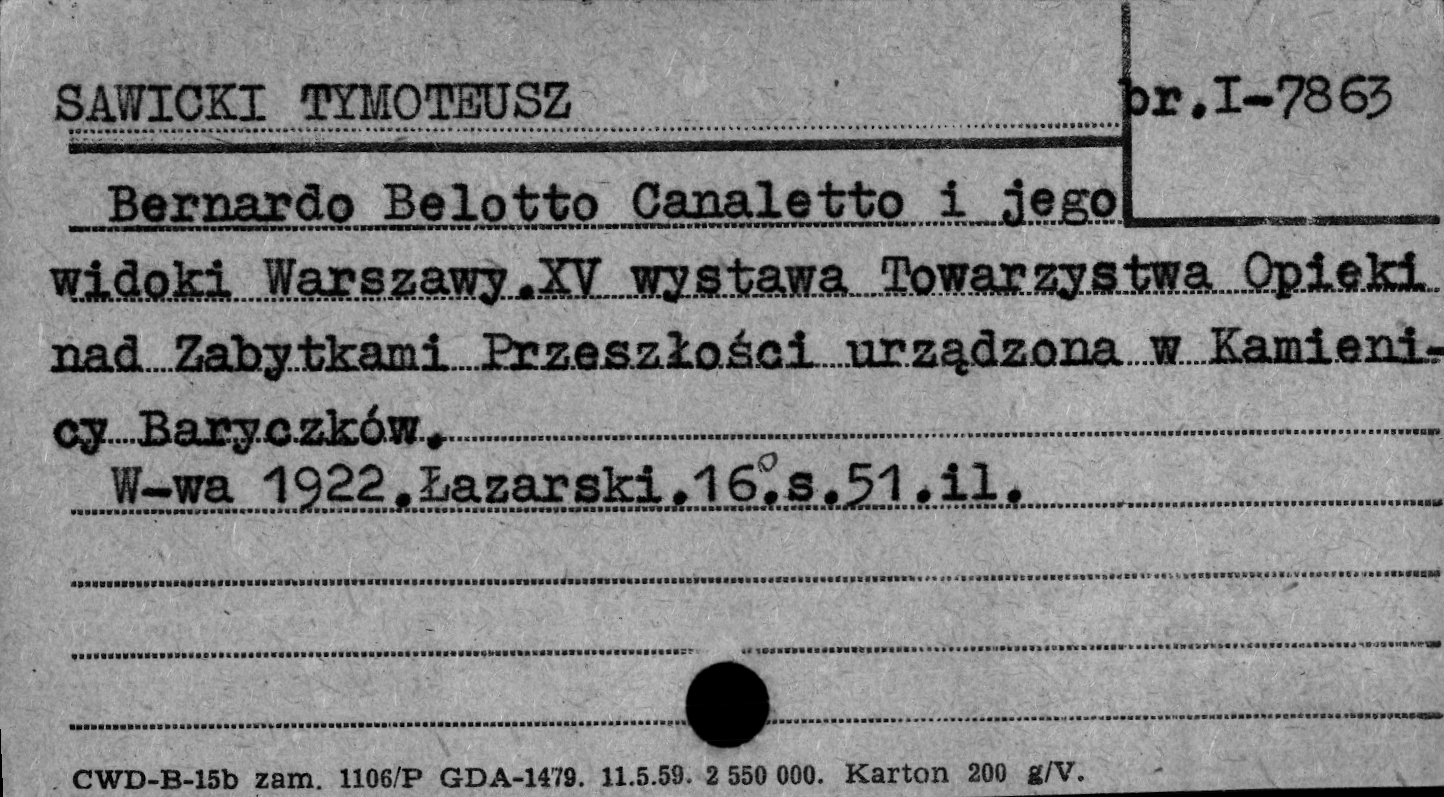 SAWICKI TYMOTEUSZ
br.I-7863
Bernardo Belotto Canaletto i jego
widoki Warszawy.XV wystawa Towarzystwa Opieki
nad Zabytkami Przeszłości urządzona w Kamieni-
cy Baryczków.
W-wa 1922.Łazarski.16°.s.51.il.
CWD-B-15b zam. 1106/P GDA-1479. 11.5.59. 2 550 000. Karton 200 g/V.